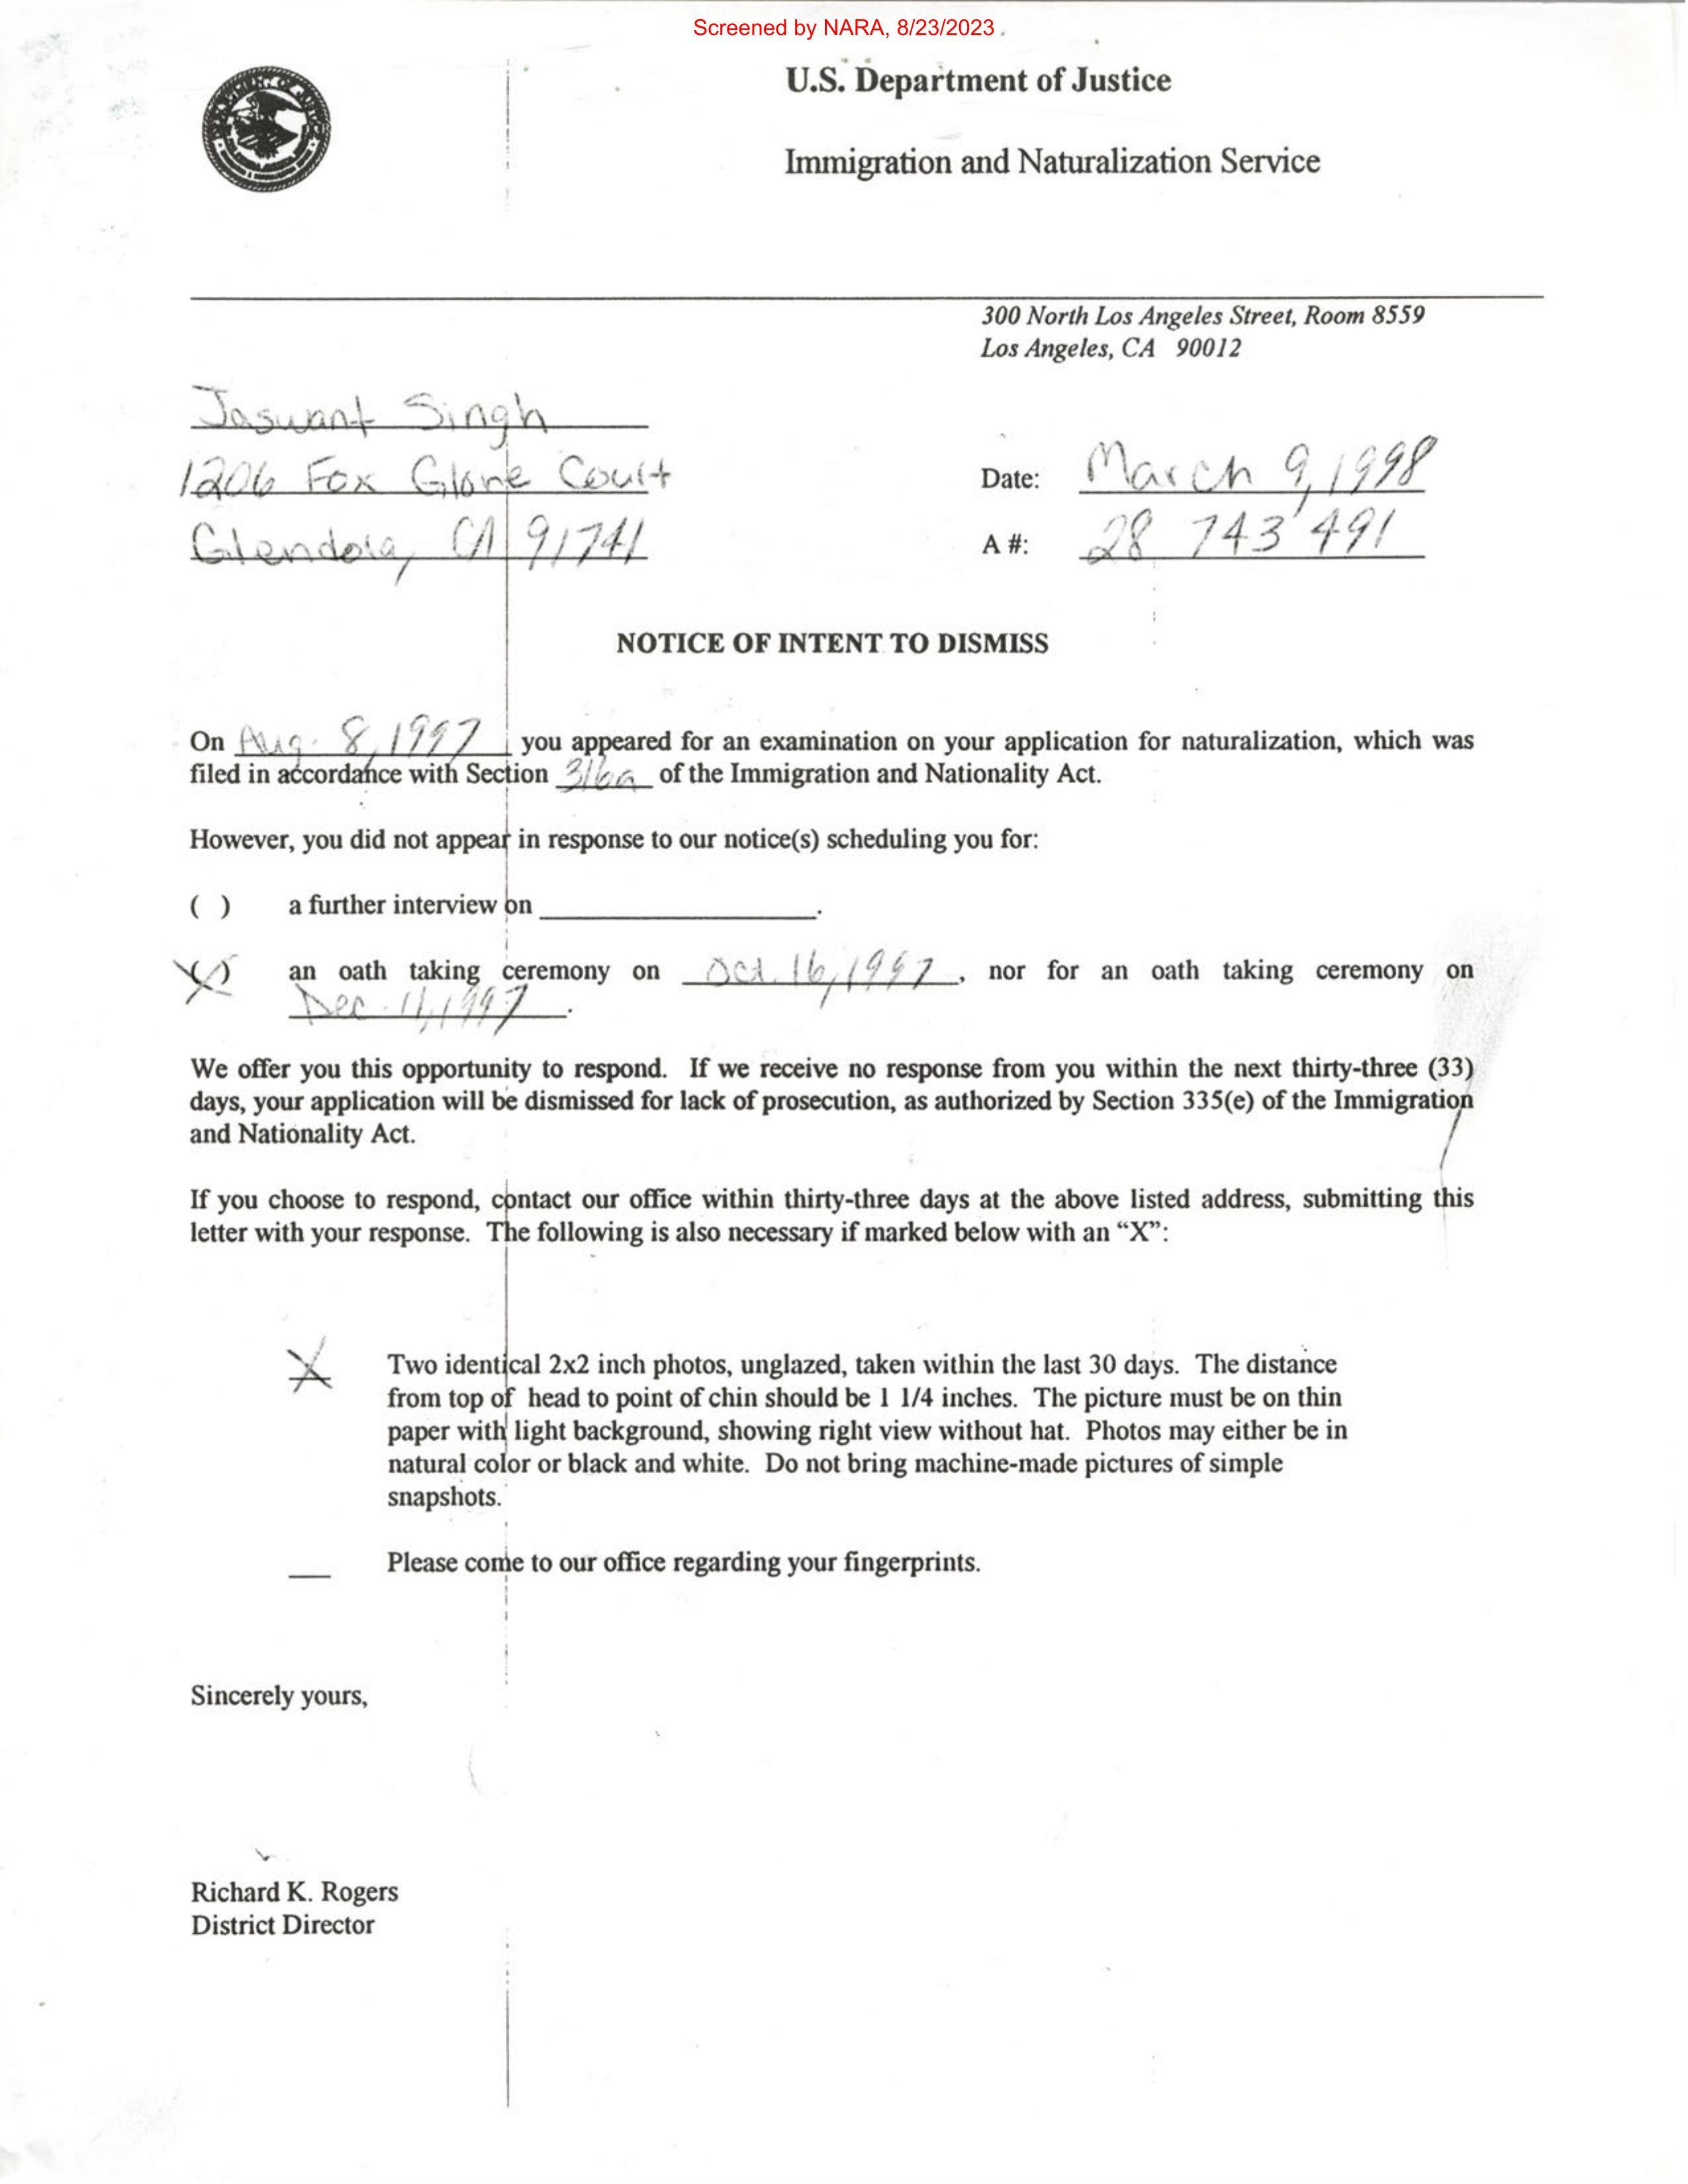 Screened by NARA, 8/23/2023
U.S. Department of Justice
Immigration and Naturalization Service
300 North Los Angeles Street, Room 8559
Los Angeles, CA 90012
Jaswant Singh
1206 Fox Glove Court
Glendora, CA 91741
Date: March 9, 1998
A #: 28 743 491
NOTICE OF INTENT TO DISMISS
On Aug. 8, 1997 you appeared for an examination on your application for naturalization, which was
filed in accordance with Section 316a of the Immigration and Nationality Act.
However, you did not appear in response to our notice(s) scheduling you for:
( ) a further interview on ____.
X( ) an oath taking ceremony on Oct. 16, 1997, nor for an oath taking ceremony on
Dec. 11, 1997.
We offer you this opportunity to respond. If we receive no response from you within the next thirty-three (33)
days, your application will be dismissed for lack of prosecution, as authorized by Section 335(e) of the Immigration
and Nationality Act.
If you choose to respond, contact our office within thirty-three days at the above listed address, submitting this
letter with your response. The following is also necessary if marked below with an “X”:
X Two identical 2x2 inch photos, unglazed, taken within the last 30 days. The distance
from top of head to point of chin should be 1 1/4 inches. The picture must be on thin
paper with light background, showing right view without hat. Photos may either be in
natural color or black and white. Do not bring machine-made pictures of simple
snapshots.
__ Please come to our office regarding your fingerprints.
Sincerely yours,
Richard K. Rogers
District Director